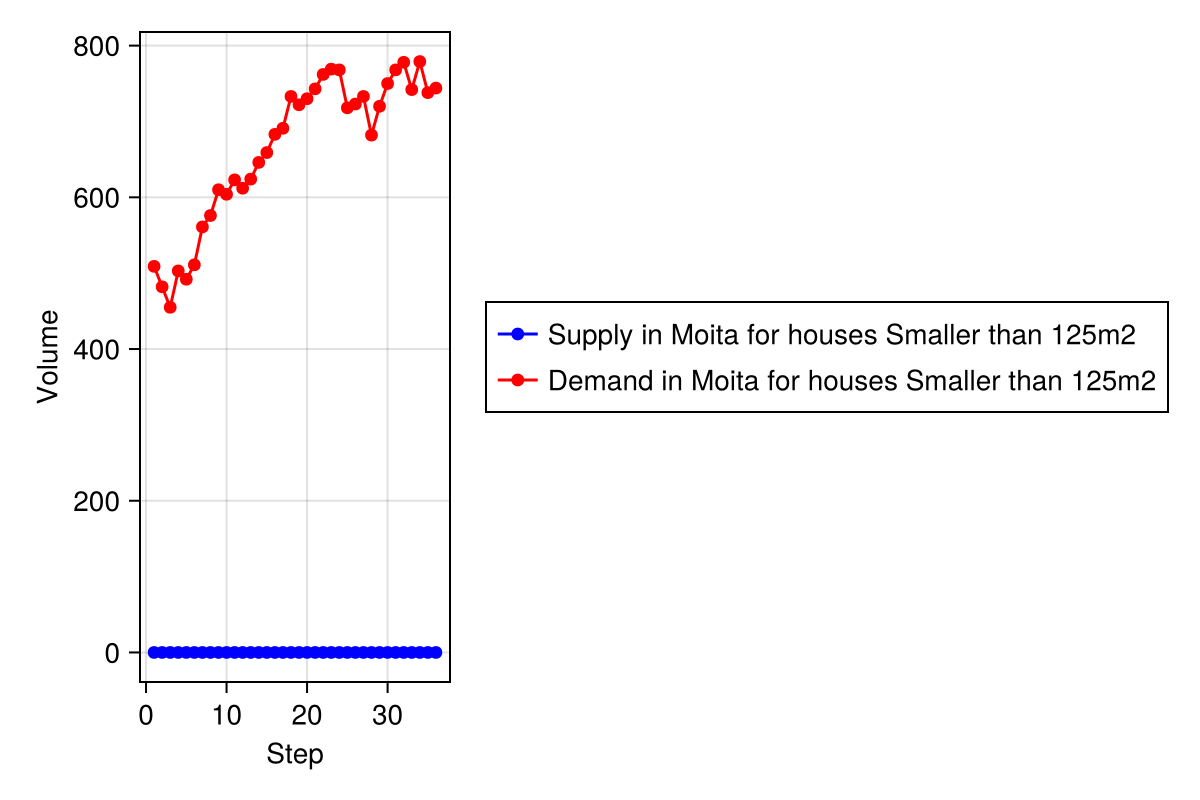 800
600
400
200
0
Volume
0 10 20 30
Step
Supply in Moita for houses Smaller than 125m2
Demand in Moita for houses Smaller than 125m2